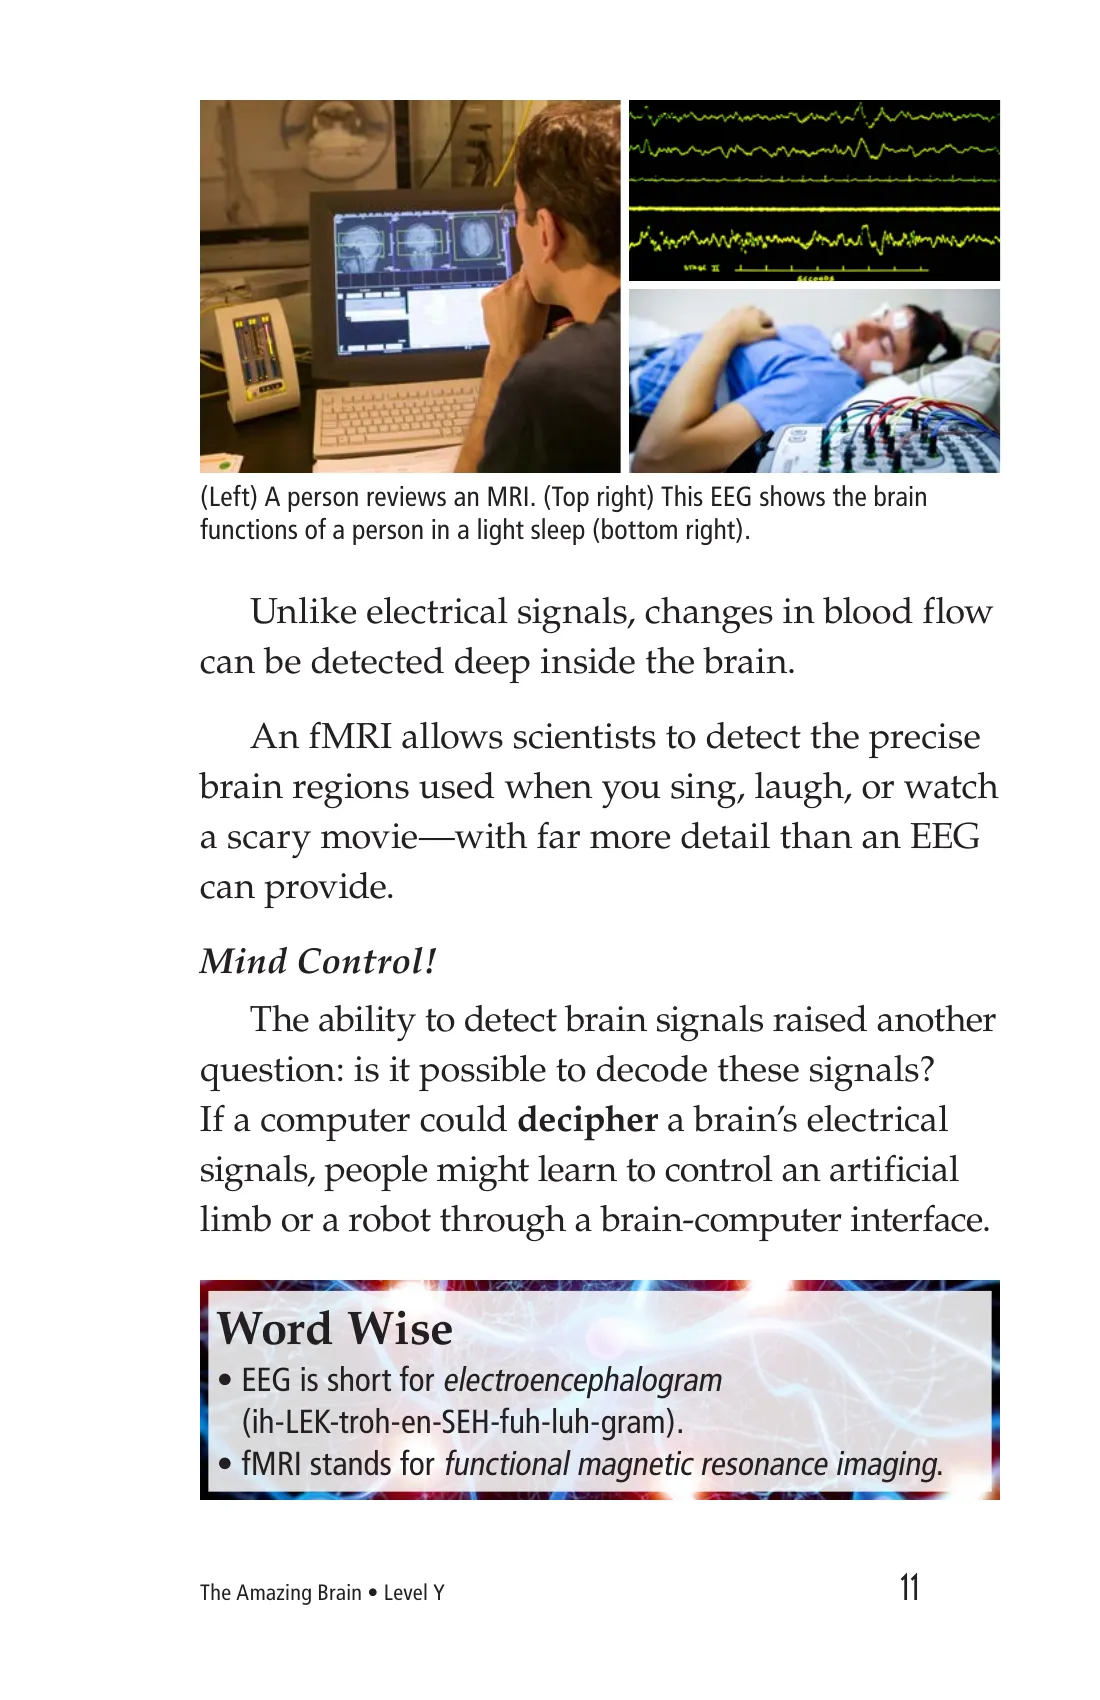 STAGE II
SECONDS
(Left) A person reviews an MRI. (Top right) This EEG shows the brain
functions of a person in a light sleep (bottom right).
Unlike electrical signals, changes in blood flow
can be detected deep inside the brain.
An fMRI allows scientists to detect the precise
brain regions used when you sing, laugh, or watch
a scary movie—with far more detail than an EEG
can provide.
Mind Control!
The ability to detect brain signals raised another
question: is it possible to decode these signals?
If a computer could decipher a brain’s electrical
signals, people might learn to control an artificial
limb or a robot through a brain-computer interface.
Word Wise
• EEG is short for electroencephalogram
(ih-LEK-troh-en-SEH-fuh-luh-gram).
• fMRI stands for functional magnetic resonance imaging.
The Amazing Brain • Level Y
11